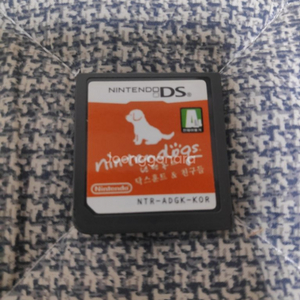 NINTENDO DS
nintendogs
닥스훈트 & 친구들
Nintendo
NTR-ADGK-KOR